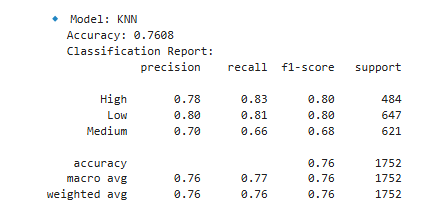 🔹 Model: KNN
Accuracy: 0.7608
Classification Report:
precision recall f1-score support
High 0.78 0.83 0.80 484
Low 0.80 0.81 0.80 647
Medium 0.70 0.66 0.68 621
accuracy 0.76 1752
macro avg 0.76 0.77 0.76 1752
weighted avg 0.76 0.76 0.76 1752